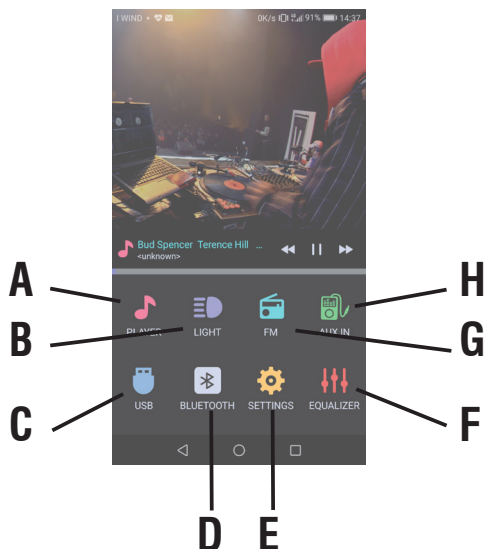 I WIND
0K/s 91% 14:37
Bud Spencer Terence Hill ...
<unknown>
A
H
PLAYER
LIGHT
FM
AUX IN
B
G
USB
BLUETOOTH
SETTINGS
EQUALIZER
C
F
D
E